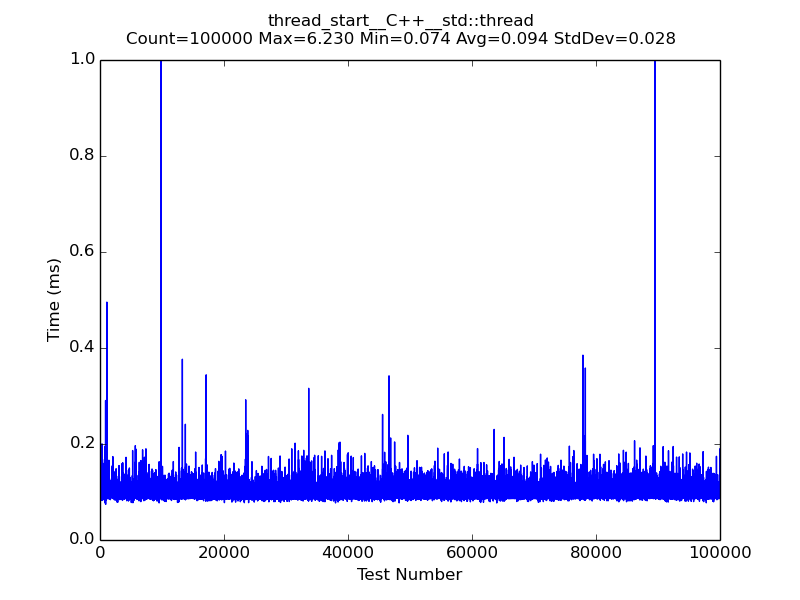 thread_start__C++__std::thread
Count=100000 Max=6.230 Min=0.074 Avg=0.094 StdDev=0.028
1.0
0.8
0.6
0.4
0.2
0.0
Time (ms)
0 20000 40000 60000 80000 100000
Test Number